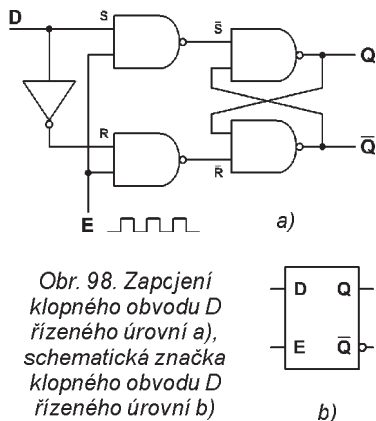 D
S
S̅
Q
R
R̅
Q̅
E
a)
Obr. 98. Zapojení
klopného obvodu D
řízeného úrovní a),
schematická značka
klopného obvodu D
řízeného úrovní b)
D Q
E Q̅
b)